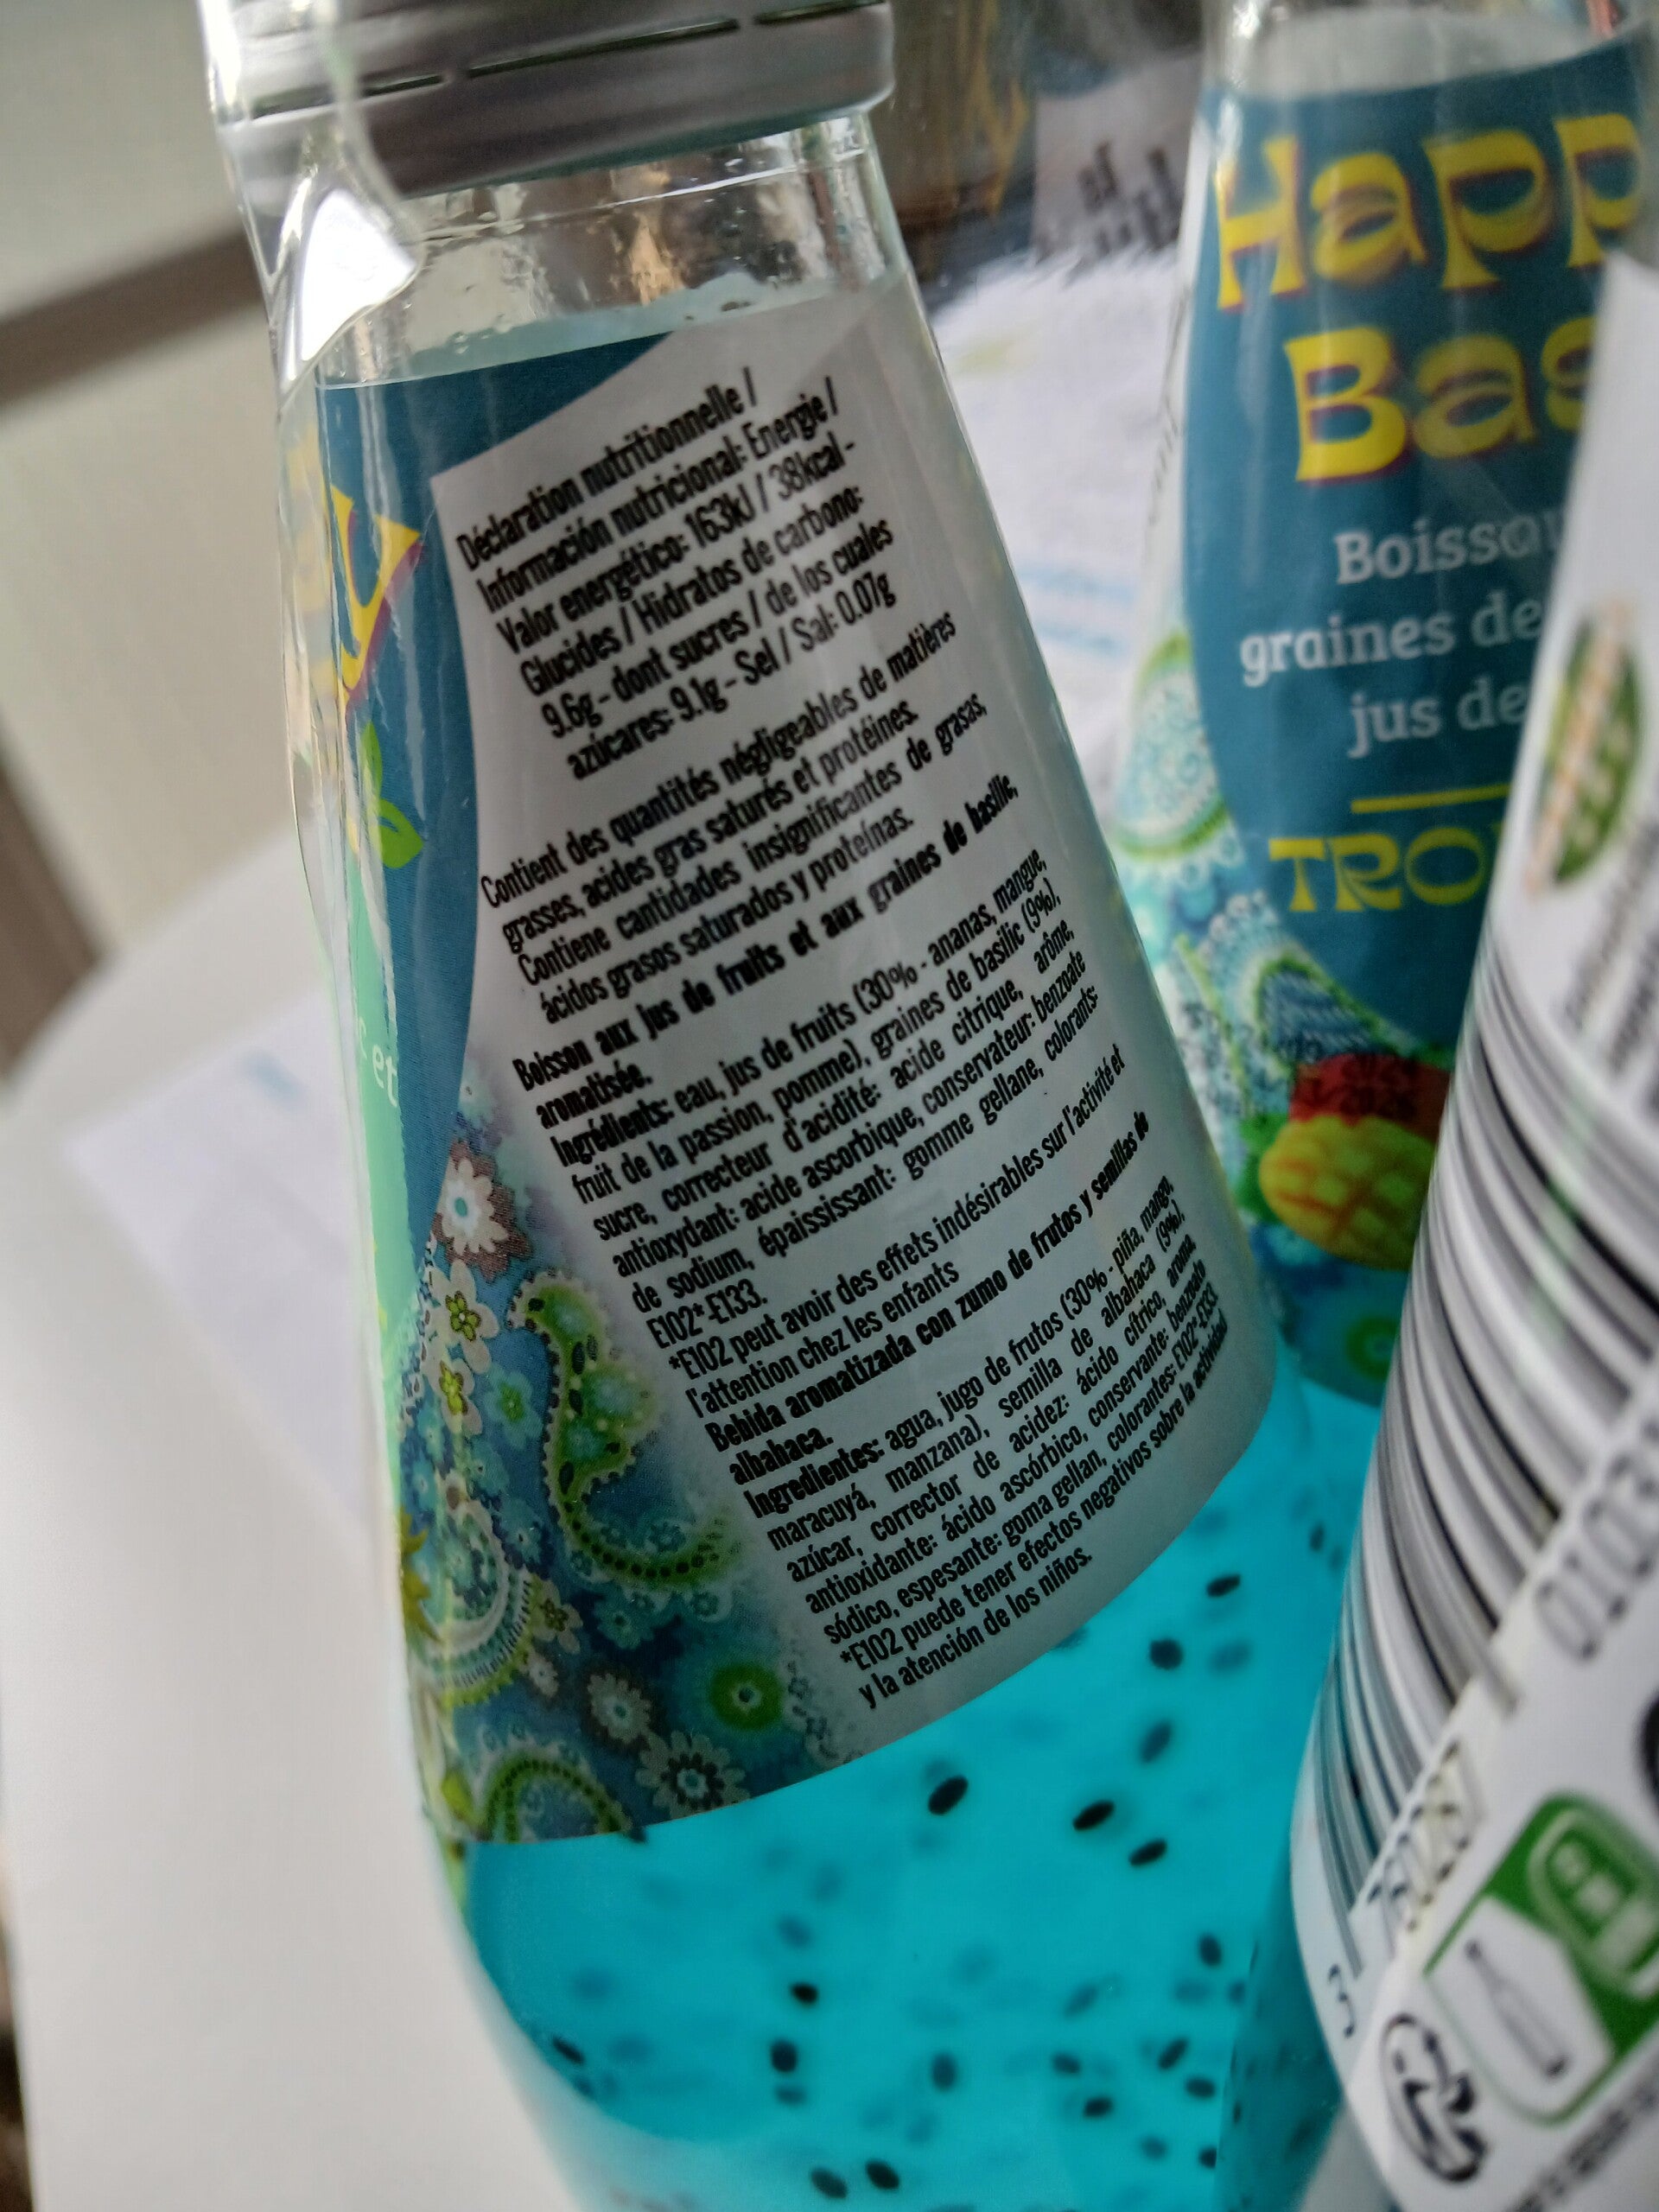 Déclaration nutritionnelle /
Información nutricional: Energie /
Valor energético: 163kJ / 38kcal -
Glucides / Hidratos de carbono:
9.6g - dont sucres / de los cuales
azúcares: 9.1g - Sel / Sal: 0.07g
Contient des quantités négligeables de matières
grasses, acides gras saturés et protéines.
Contiene cantidades insignificantes de grasas,
ácidos grasos saturados y proteínas.
Boisson aux jus de fruits et aux graines de basilic,
aromatisée.
Ingrédients: eau, jus de fruits (30% - ananas, mangue,
fruit de la passion, pomme), graines de basilic (9%),
sucre, correcteur d'acidité: acide citrique, arôme,
antioxydant: acide ascorbique, conservateur: benzoate
de sodium, épaississant: gomme gellane, colorants:
E102*-E133.
*E102 peut avoir des effets indésirables sur l'activité et
l'attention chez les enfants
Bebida aromatizada con zumo de frutos y semillas de
albahaca.
Ingredientes: agua, jugo de frutos (30% - piña, mango,
maracuyá, manzana), semilla de albahaca (9%),
azúcar, corrector de acidez: ácido cítrico, aroma,
antioxidante: ácido ascórbico, conservante: benzoato
sódico, espesante: goma gellan, colorantes: E102*-E133
*E102 puede tener efectos negativos sobre la actividad
y la atención de los niños.
Y
et
Happ
Bas
Boisso
graines de
jus de
TRO